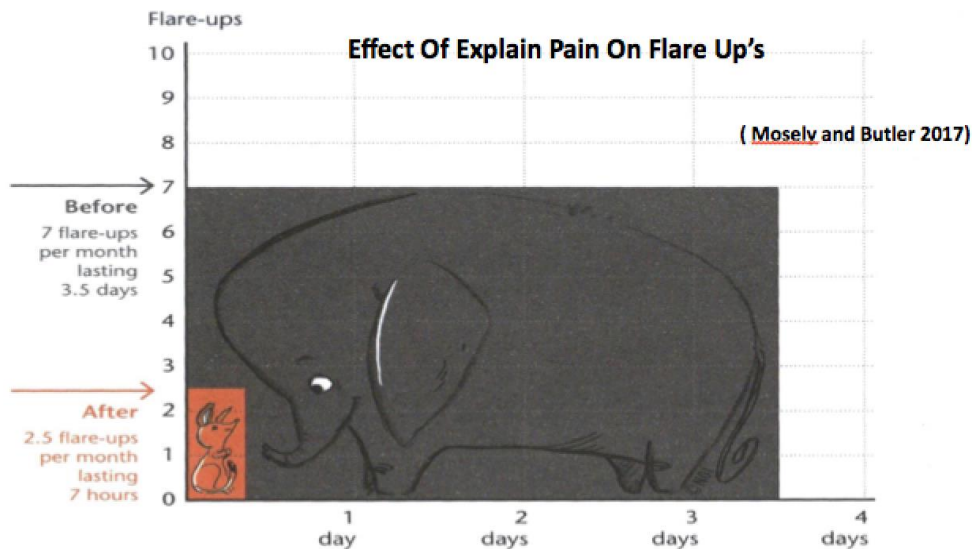 Flare-ups
Effect Of Explain Pain On Flare Up’s
( Mosely and Butler 2017)
10
9
8
7
Before
7 flare-ups
per month
lasting
3.5 days
6
5
4
3
After
2.5 flare-ups
per month
lasting
7 hours
2
1
0
1
day
2
days
3
days
4
days